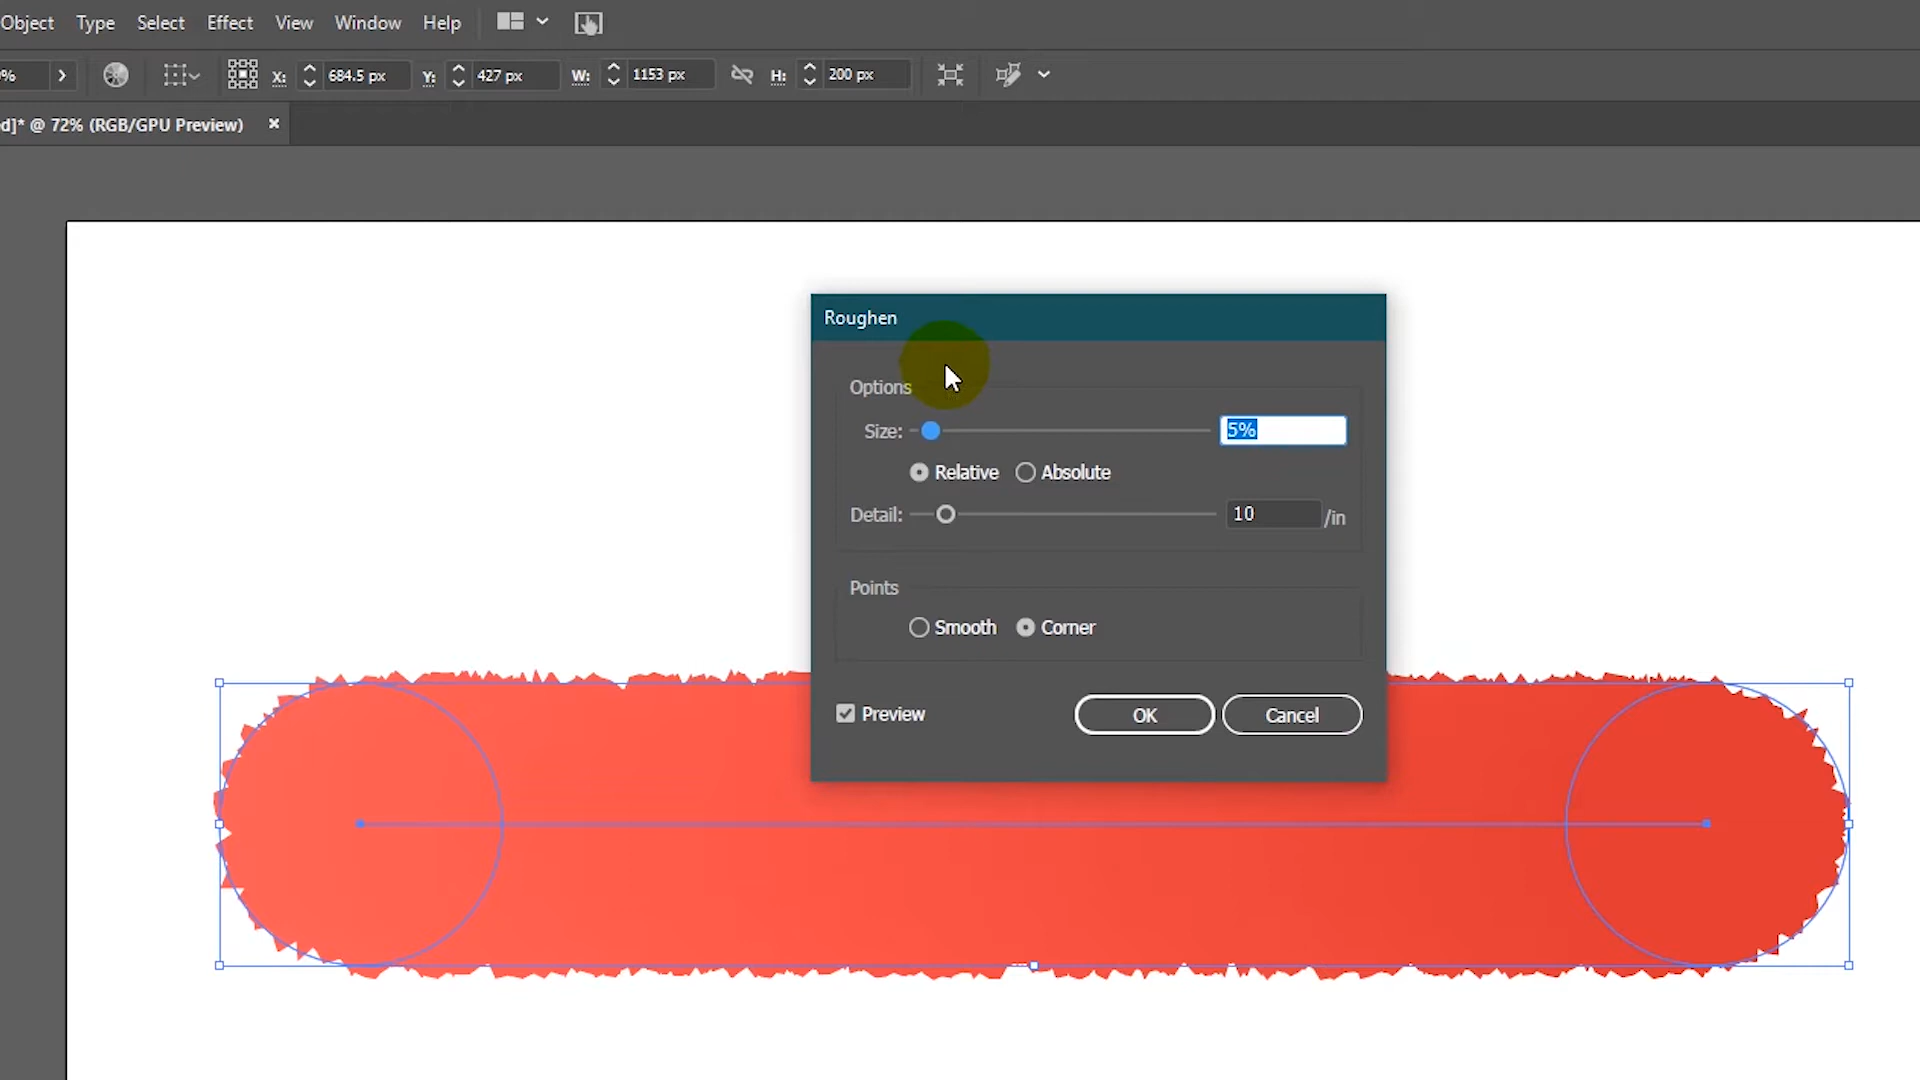 Object Type Select Effect View Window Help
% X: 684.5 px Y: 427 px W: 1153 px H: 200 px
d]* @ 72% (RGB/GPU Preview) ×
Roughen
Options
Size: 5%
Relative Absolute
Detail: 10 /in
Points
Smooth Corner
Preview OK Cancel